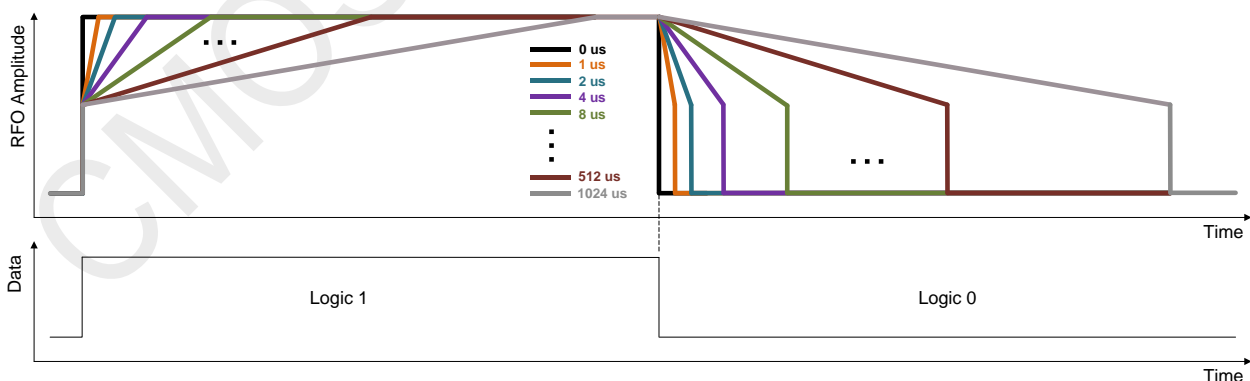 RFO Amplitude
0 us
1 us
2 us
4 us
8 us
512 us
1024 us
Time
Data
Logic 1
Logic 0
Time